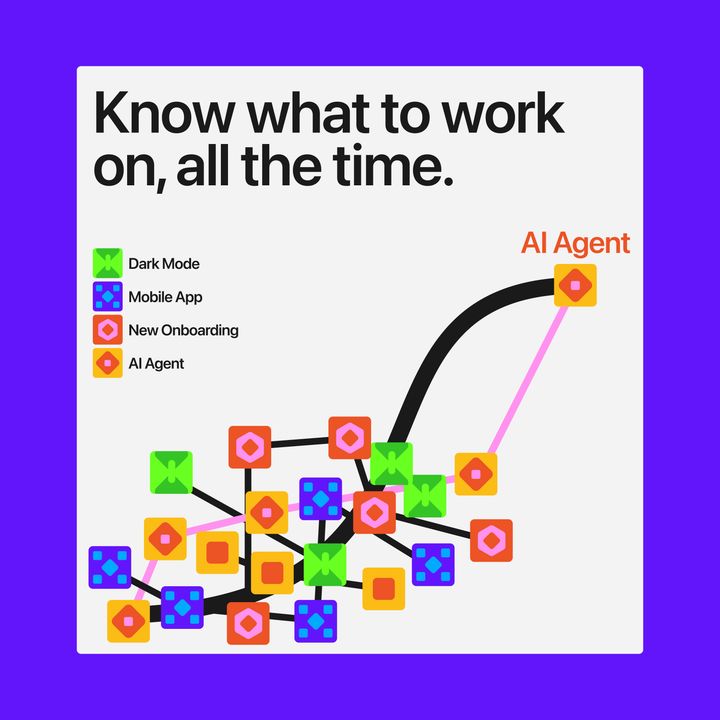 Know what to work
on, all the time.
AI Agent
Dark Mode
Mobile App
New Onboarding
AI Agent